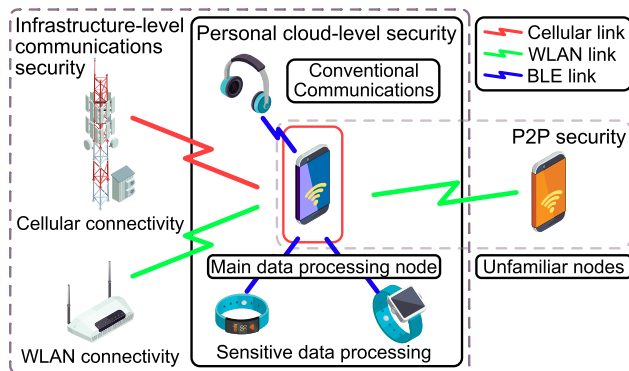 Infrastructure-level
communications
security
Personal cloud-level security
Conventional
Communications
Cellular link
WLAN link
BLE link
P2P security
Cellular connectivity
Main data processing node
Unfamiliar nodes
WLAN connectivity
Sensitive data processing